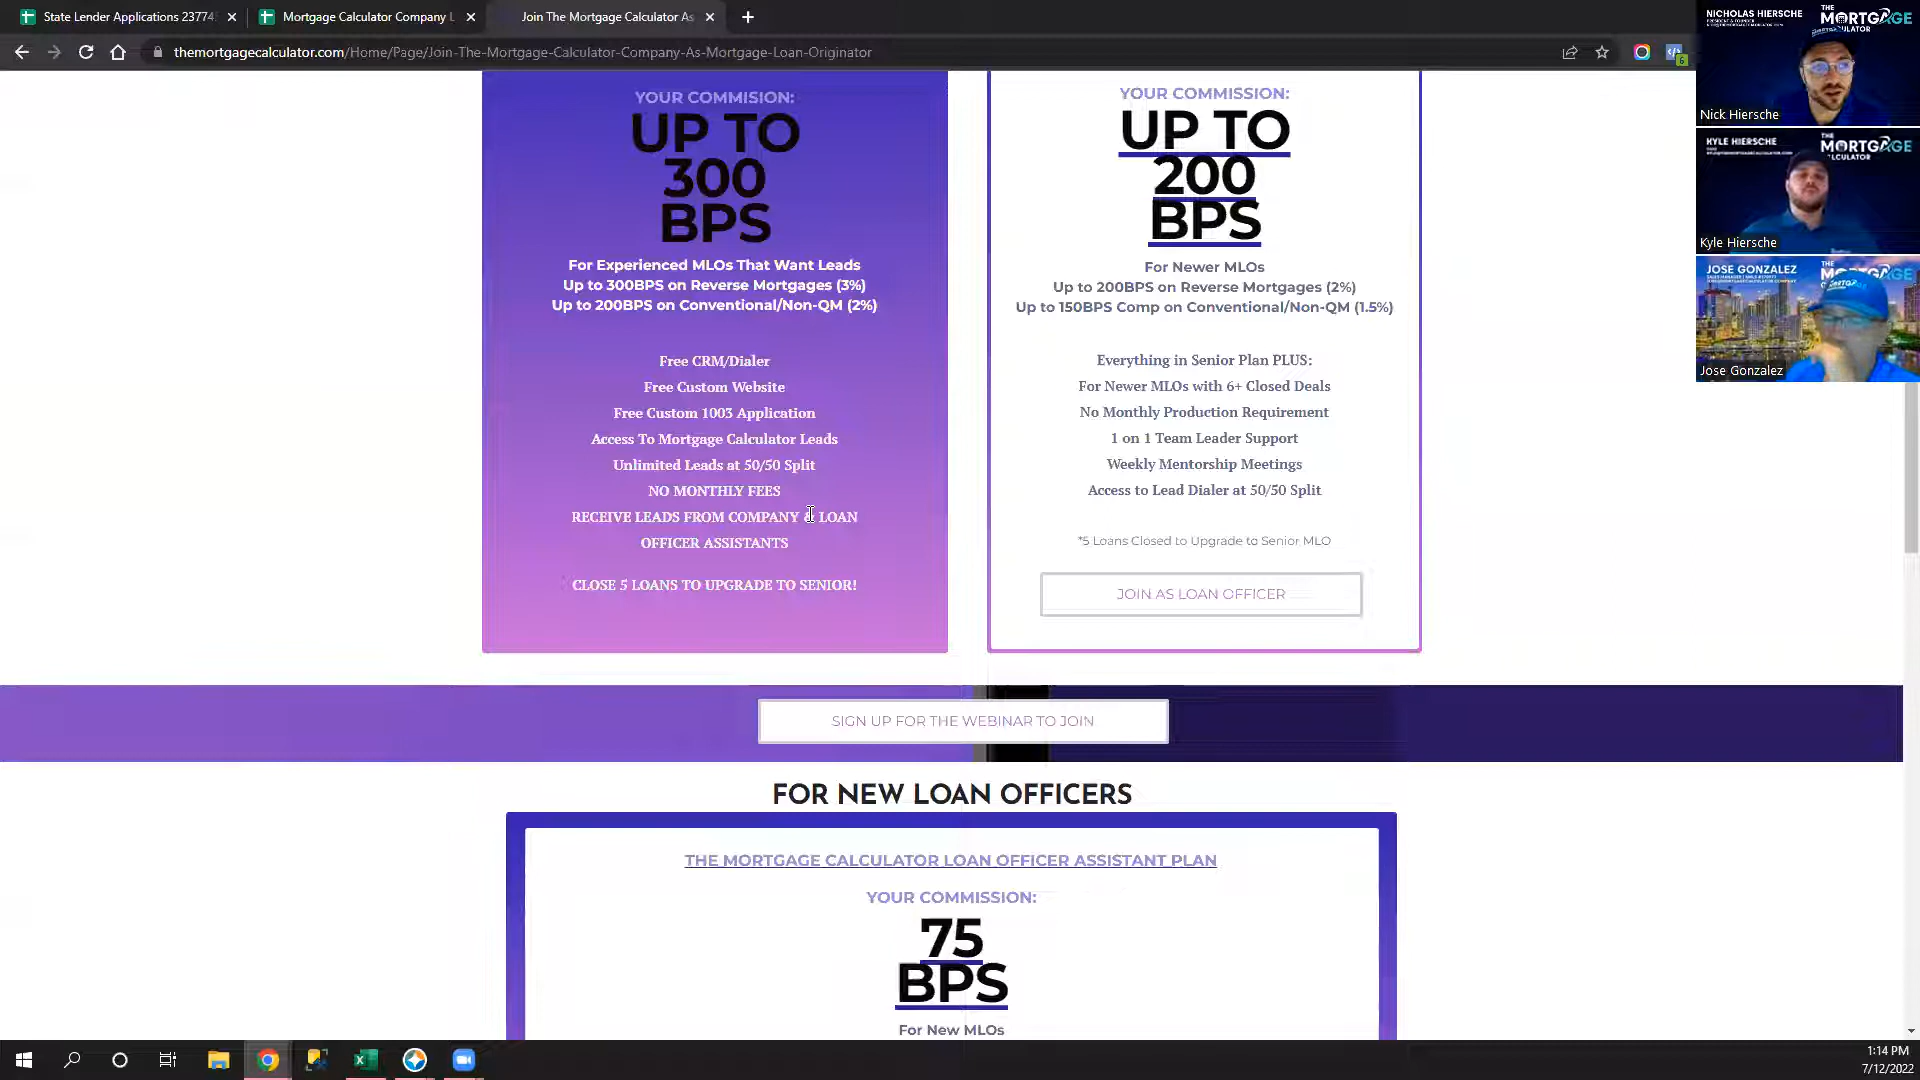 State Lender Applications 23774
Mortgage Calculator Company L
Join The Mortgage Calculator As
themortgagecalculator.com/Home/Page/Join-The-Mortgage-Calculator-Company-As-Mortgage-Loan-Originator
6
YOUR COMMISION:
UP TO
300
BPS
For Experienced MLOs That Want Leads
Up to 300BPS on Reverse Mortgages (3%)
Up to 200BPS on Conventional/Non-QM (2%)
Free CRM/Dialer
Free Custom Website
Free Custom 1003 Application
Access To Mortgage Calculator Leads
Unlimited Leads at 50/50 Split
NO MONTHLY FEES
RECEIVE LEADS FROM COMPANY & LOAN
OFFICER ASSISTANTS
CLOSE 5 LOANS TO UPGRADE TO SENIOR!
YOUR COMMISSION:
UP TO
200
BPS
For Newer MLOs
Up to 200BPS on Reverse Mortgages (2%)
Up to 150BPS Comp on Conventional/Non-QM (1.5%)
Everything in Senior Plan PLUS:
For Newer MLOs with 6+ Closed Deals
No Monthly Production Requirement
1 on 1 Team Leader Support
Weekly Mentorship Meetings
Access to Lead Dialer at 50/50 Split
*5 Loans Closed to Upgrade to Senior MLO
JOIN AS LOAN OFFICER
SIGN UP FOR THE WEBINAR TO JOIN
FOR NEW LOAN OFFICERS
THE MORTGAGE CALCULATOR LOAN OFFICER ASSISTANT PLAN
YOUR COMMISSION:
75
BPS
For New MLOs
NICHOLAS HIERSCHE
THE
MORTGAGE
Nick Hiersche
KYLE HIERSCHE
THE
MORTGAGE
Kyle Hiersche
JOSE GONZALEZ
THE
Jose Gonzalez
1:14 PM
7/12/2022